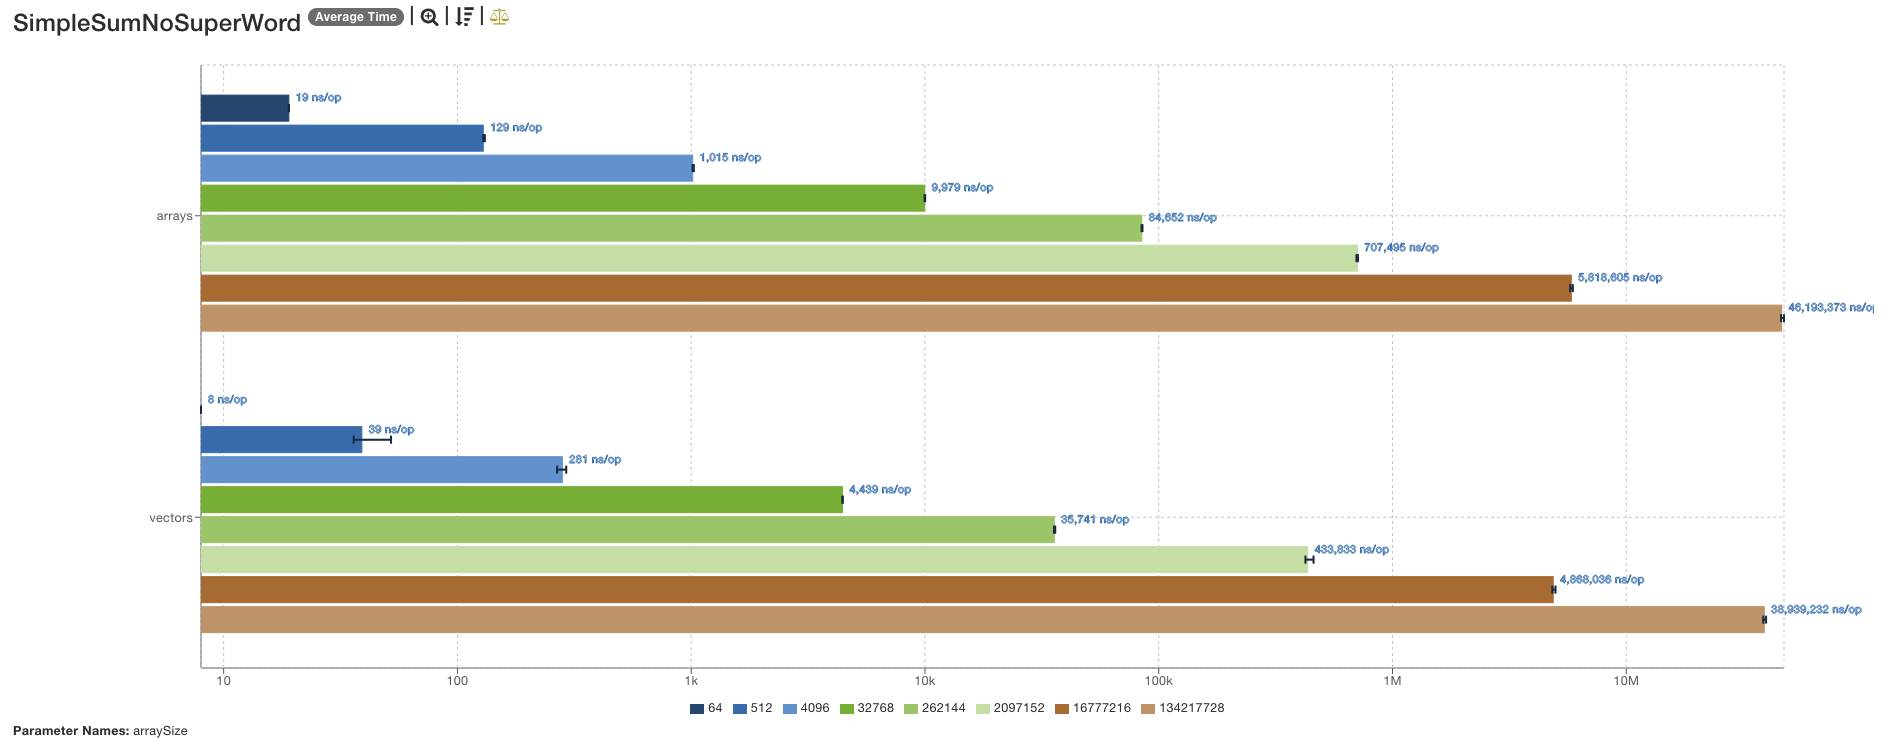 SimpleSumNoSuperWord Average Time
19 ns/op
129 ns/op
1,015 ns/op
9,979 ns/op
arrays
84,652 ns/op
707,495 ns/op
5,818,605 ns/op
46,193,373 ns/op
8 ns/op
39 ns/op
281 ns/op
4,439 ns/op
vectors
35,741 ns/op
433,833 ns/op
4,868,036 ns/op
38,939,232 ns/op
10 100 1k 10k 100k 1M 10M
64 512 4096 32768 262144 2097152 16777216 134217728
Parameter Names: arraySize